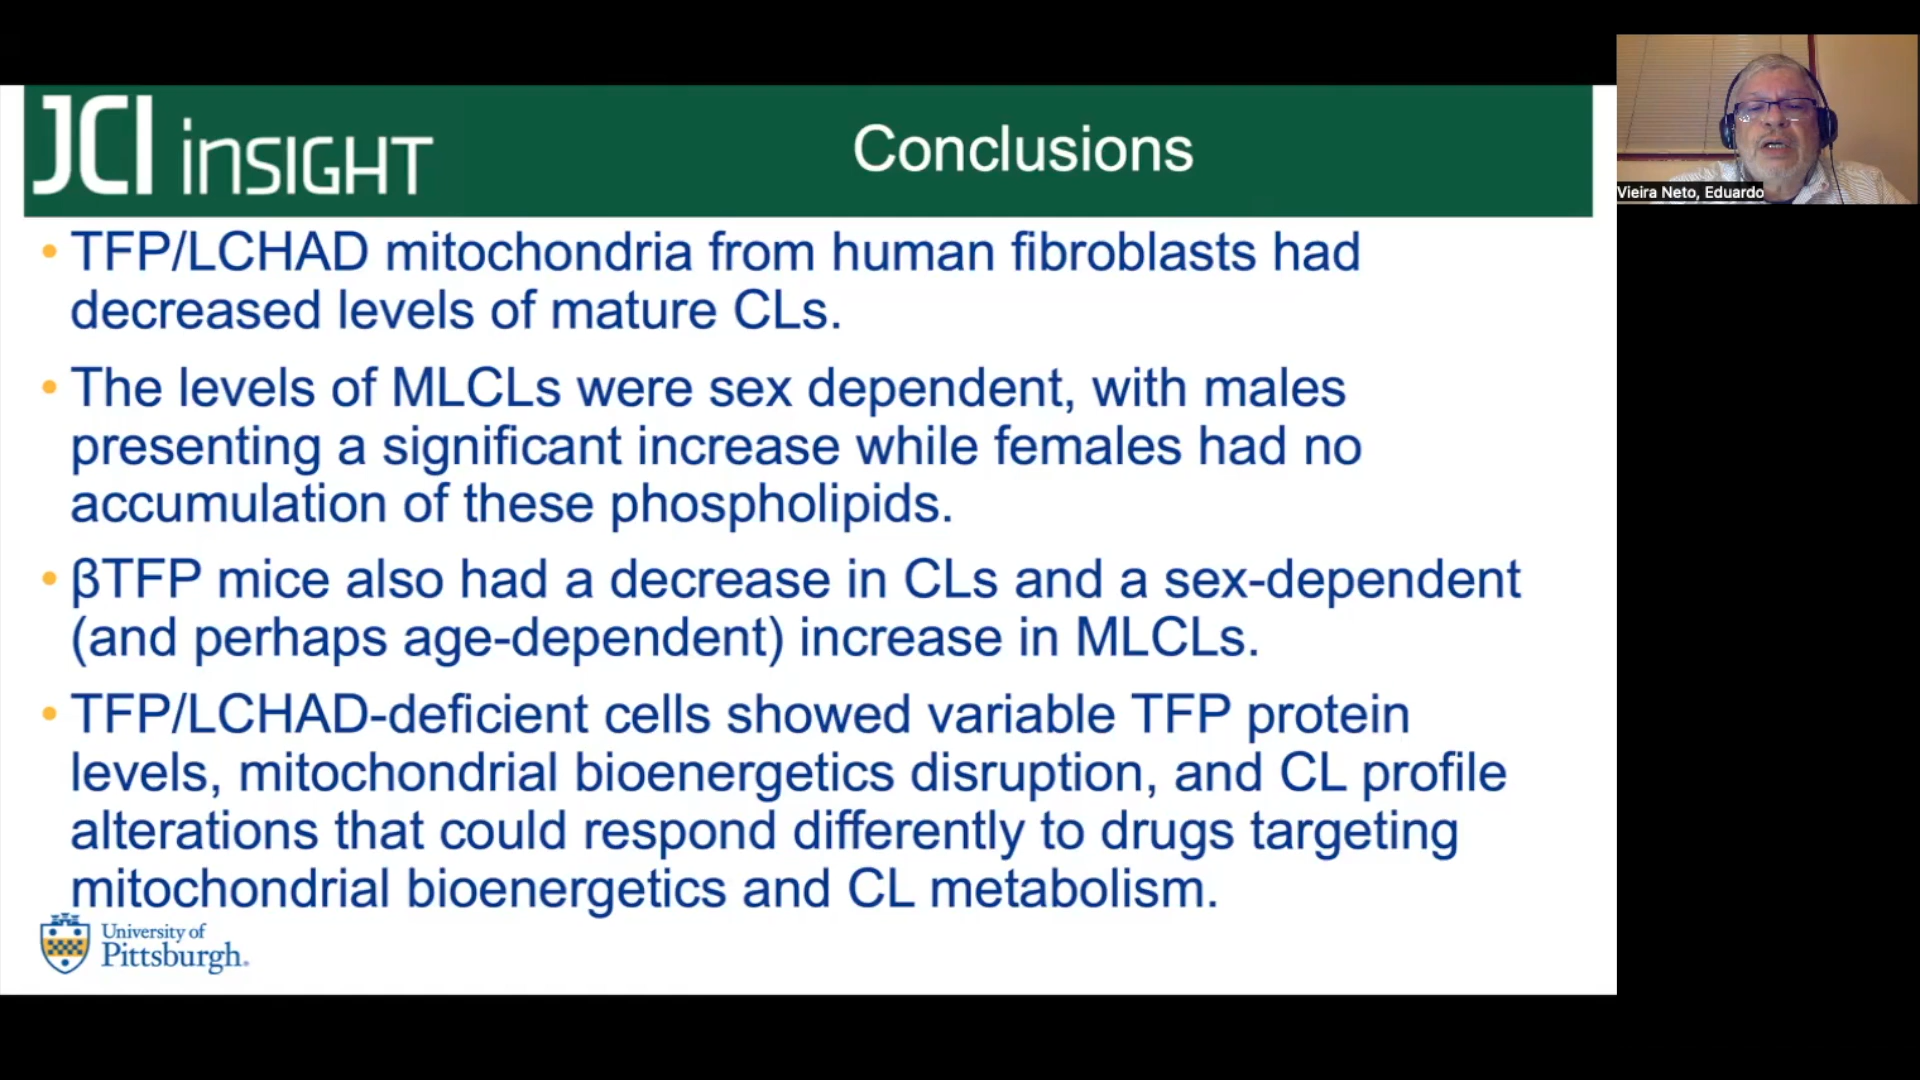 JCI inSIGHT
Conclusions
• TFP/LCHAD mitochondria from human fibroblasts had
decreased levels of mature CLs.
• The levels of MLCLs were sex dependent, with males
presenting a significant increase while females had no
accumulation of these phospholipids.
• βTFP mice also had a decrease in CLs and a sex-dependent
(and perhaps age-dependent) increase in MLCLs.
• TFP/LCHAD-deficient cells showed variable TFP protein
levels, mitochondrial bioenergetics disruption, and CL profile
alterations that could respond differently to drugs targeting
mitochondrial bioenergetics and CL metabolism.
University of
Pittsburgh.
Vieira Neto, Eduardo